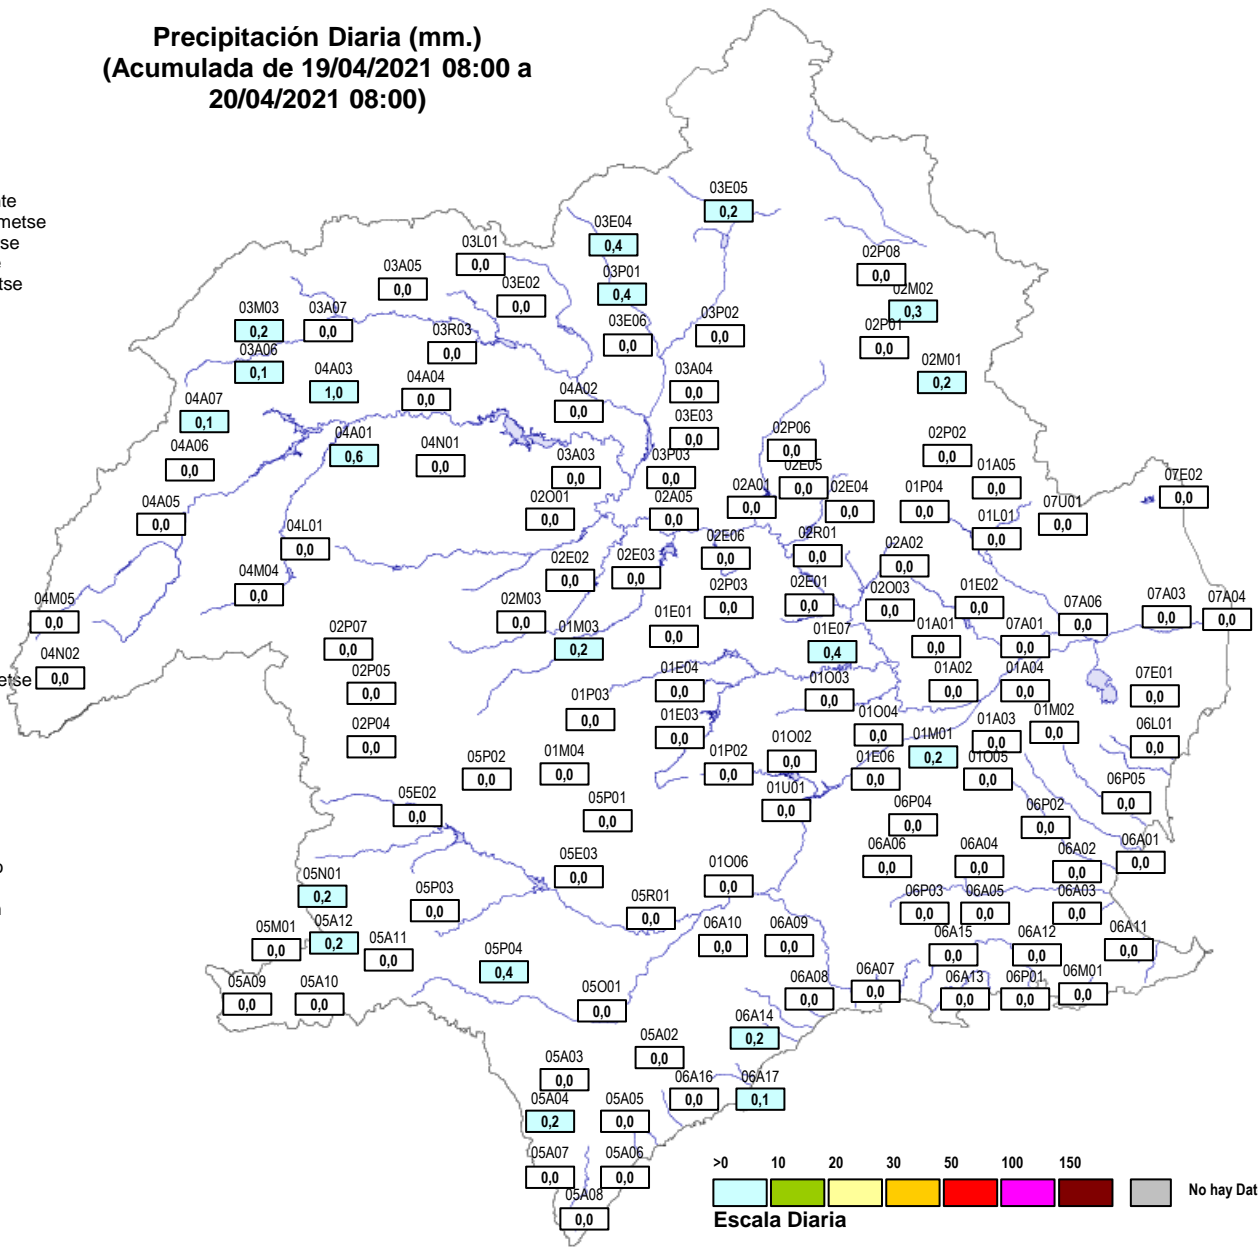 Precipitación Diaria (mm.)
(Acumulada de 19/04/2021 08:00 a
20/04/2021 08:00)
03E05
0,2
03E04
0,4
03L01
0,0
02P08
0,0
03A05
0,0
03P01
0,4
03E02
0,0
02M02
0,3
03M03
0,2
03A07
0,0
03P02
0,0
03E06
0,0
03R03
0,0
02P01
0,0
03A06
0,1
04A03
1,0
04A04
0,0
03A04
0,0
02M01
0,2
04A02
0,0
04A07
0,1
03E03
0,0
04A01
0,6
02P06
0,0
02P02
0,0
04A06
0,0
04N01
0,0
03A03
0,0
03P03
0,0
02E05
0,0
01A05
0,0
07E02
0,0
02A01
0,0
02E04
0,0
01P04
0,0
04A05
0,0
02O01
0,0
02A05
0,0
07U01
0,0
01L01
0,0
04L01
0,0
02E06
0,0
02R01
0,0
02A02
0,0
02E02
0,0
02E03
0,0
04M04
0,0
02P03
0,0
02E01
0,0
02O03
0,0
01E02
0,0
04M05
0,0
02M03
0,0
07A06
0,0
07A03
0,0
07A04
0,0
01E01
0,0
02P07
0,0
01M03
0,2
01E07
0,4
01A01
0,0
07A01
0,0
04N02
0,0
02P05
0,0
01E04
0,0
01O03
0,0
01A02
0,0
01A04
0,0
07E01
0,0
01P03
0,0
01E03
0,0
01O04
0,0
01A03
0,0
01M02
0,0
06L01
0,0
02P04
0,0
01M01
0,2
05P02
0,0
01M04
0,0
01P02
0,0
01O02
0,0
01E06
0,0
01O05
0,0
05E02
0,0
05P01
0,0
01U01
0,0
06P04
0,0
06P02
0,0
06P05
0,0
05E03
0,0
01O06
0,0
06A06
0,0
06A04
0,0
06A02
0,0
06A01
0,0
05N01
0,2
05P03
0,0
05R01
0,0
06P03
0,0
06A05
0,0
06A03
0,0
05M01
0,0
05A12
0,2
05A11
0,0
05P04
0,4
06A10
0,0
06A09
0,0
06A15
0,0
06A12
0,0
06A11
0,0
05A09
0,0
05A10
0,0
05O01
0,0
06A08
0,0
06A07
0,0
06A13
0,0
06P01
0,0
06M01
0,0
06A14
0,2
05A02
0,0
05A03
0,0
06A16
0,0
06A17
0,1
05A04
0,2
05A05
0,0
05A07
0,0
05A06
0,0
05A08
0,0
>0 10 20 30 50 100 150
No hay Dat
Escala Diaria